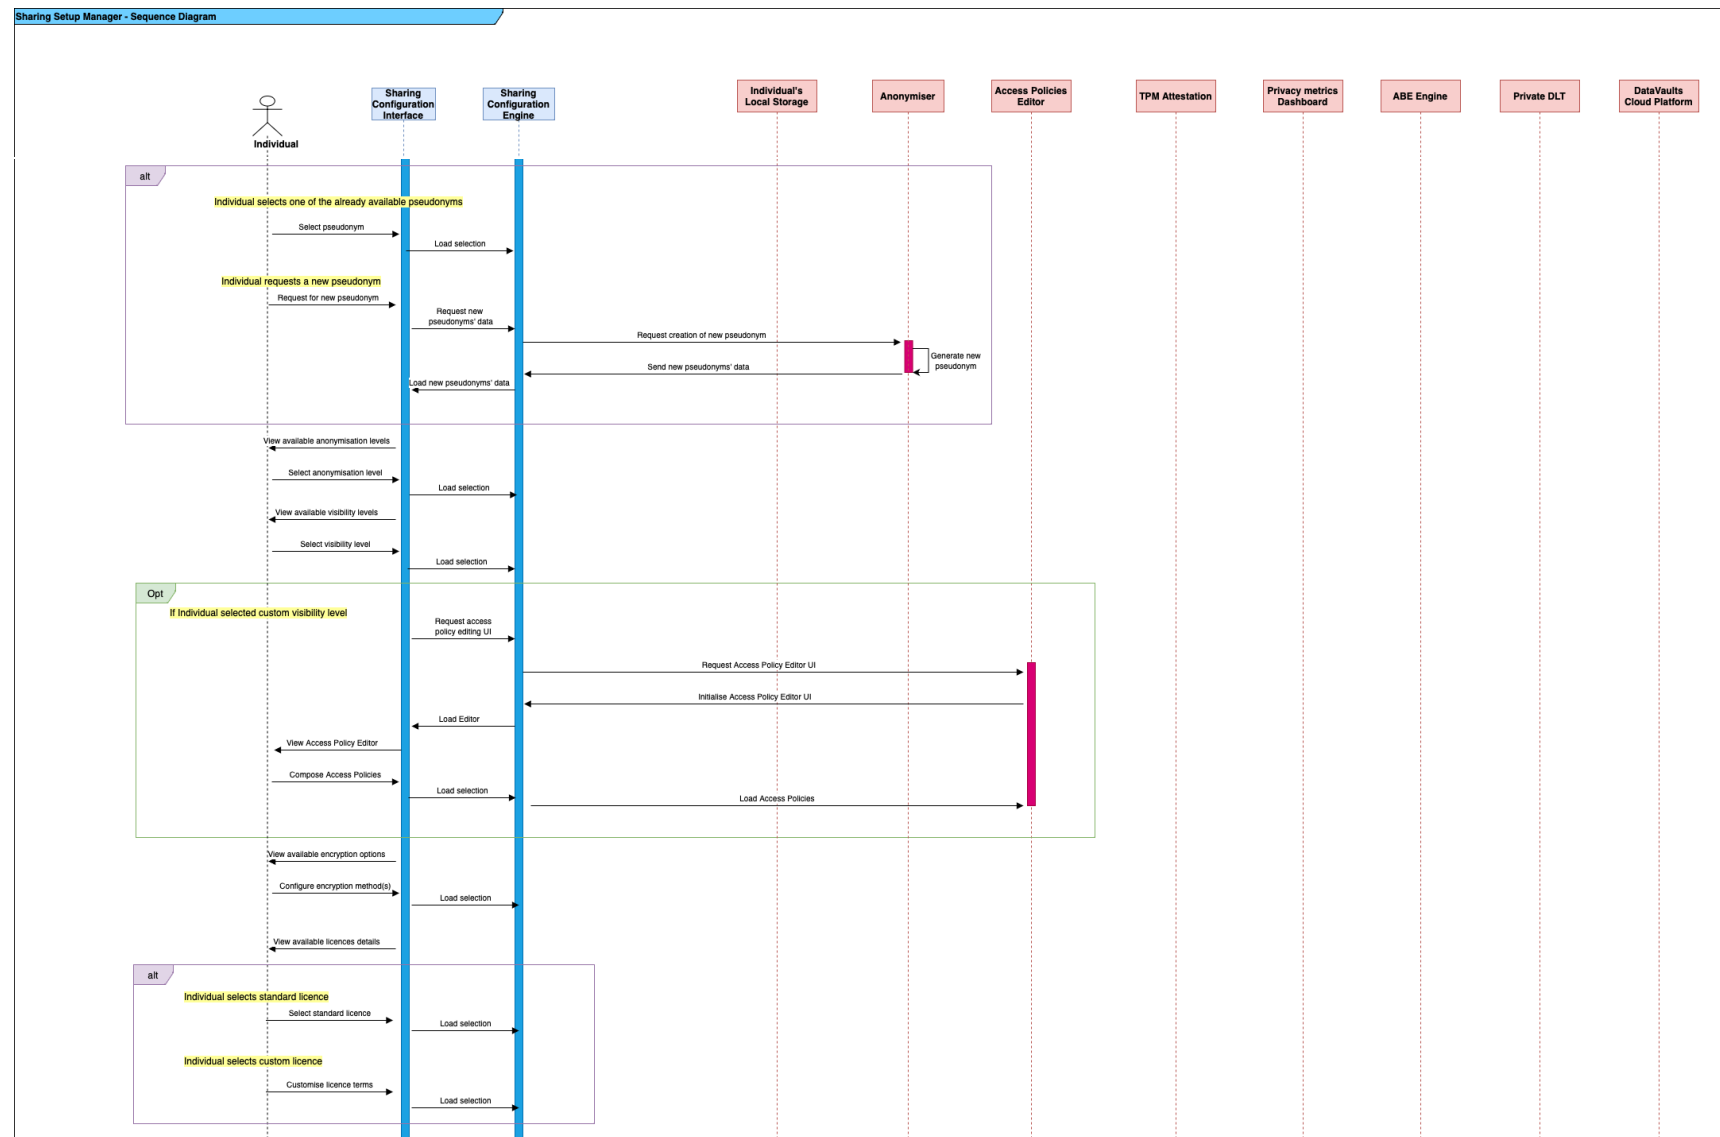 Sharing Setup Manager - Sequence Diagram
Individual
Sharing
Configuration
Interface
Sharing
Configuration
Engine
Individual's
Local Storage
Anonymiser
Access Policies
Editor
TPM Attestation
Privacy metrics
Dashboard
ABE Engine
Private DLT
DataVaults
Cloud Platform
alt
Individual selects one of the already available pseudonyms
Select pseudonym
Load selection
Individual requests a new pseudonym
Request for new pseudonym
Request new
pseudonyms' data
Request creation of new pseudonym
Generate new
pseudonym
Send new pseudonyms' data
Load new pseudonyms' data
View available anonymisation levels
Select anonymisation level
Load selection
View available visibility levels
Select visibility level
Load selection
Opt
If Individual selected custom visibility level
Request access
policy editing UI
Request Access Policy Editor UI
Initialise Access Policy Editor UI
Load Editor
View Access Policy Editor
Compose Access Policies
Load selection
Load Access Policies
View available encryption options
Configure encryption method(s)
Load selection
View available licences details
alt
Individual selects standard licence
Select standard licence
Load selection
Individual selects custom licence
Customise licence terms
Load selection